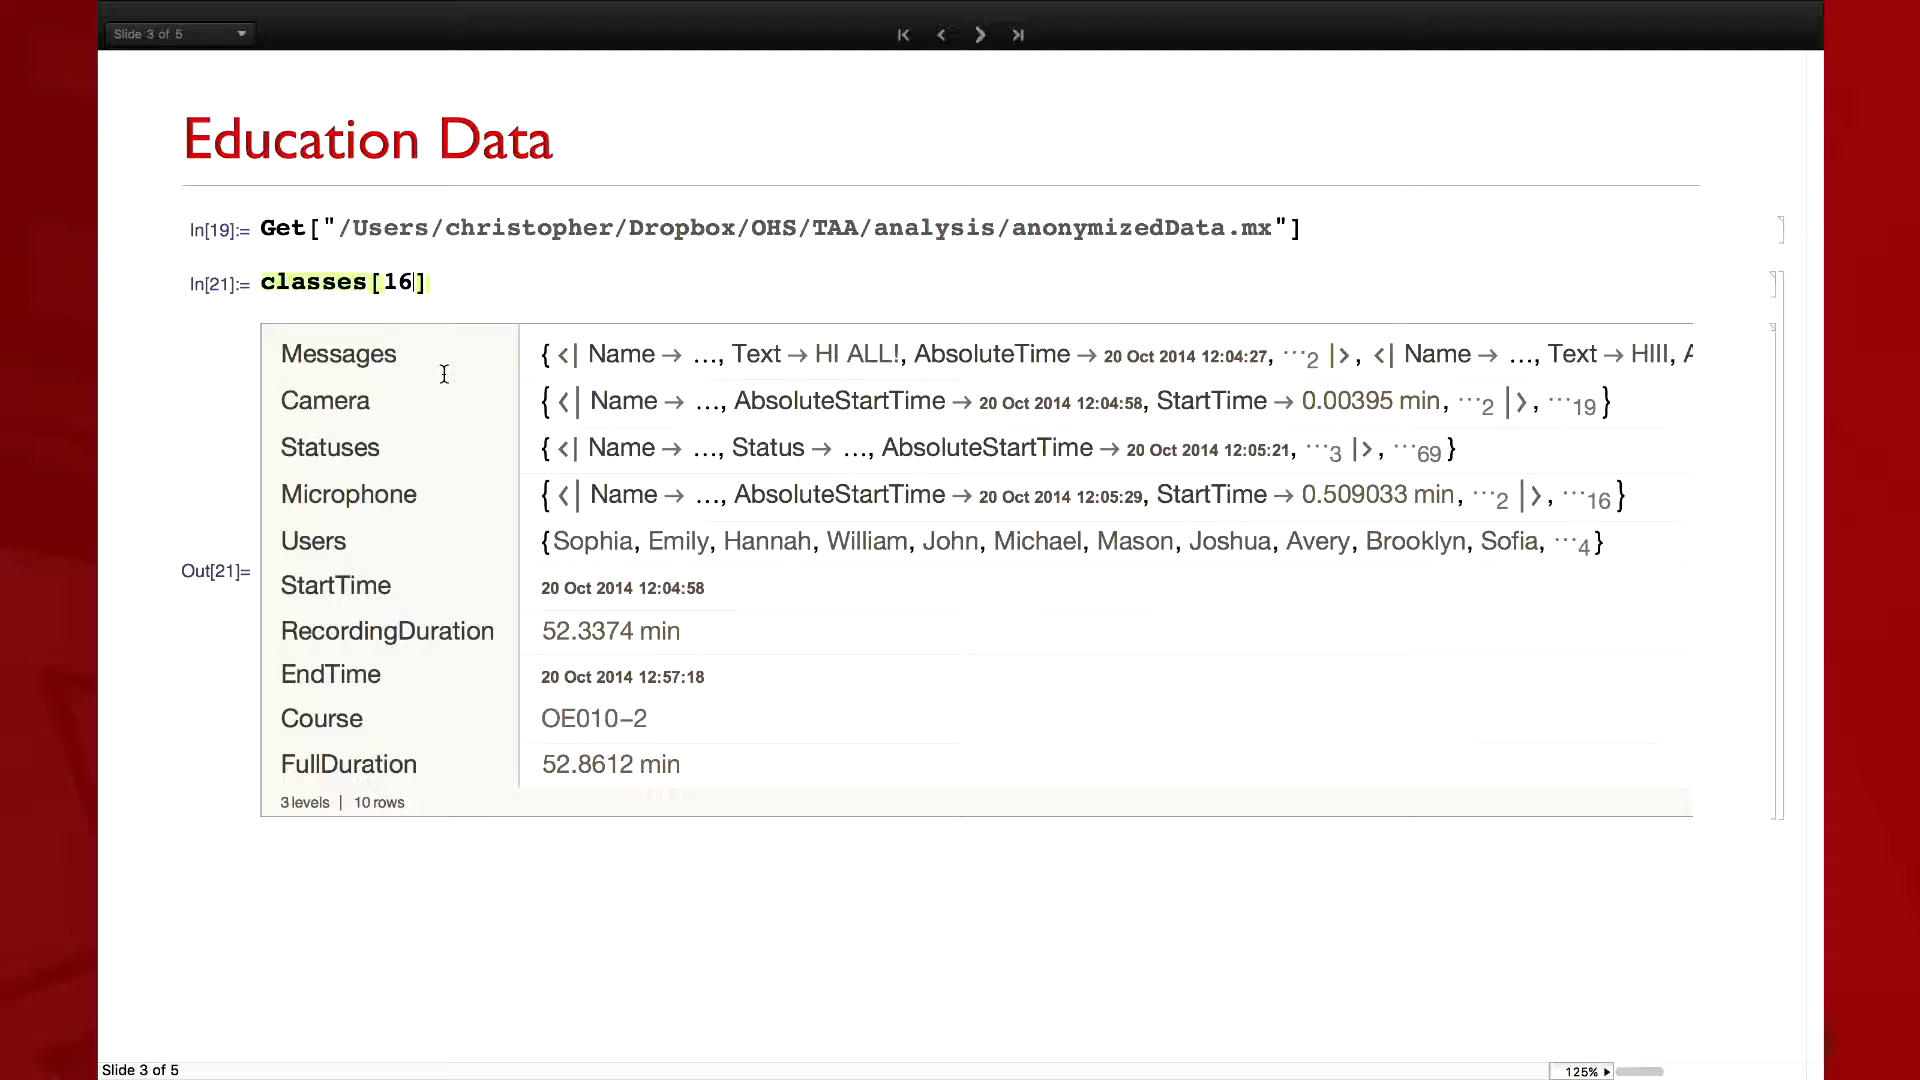 Slide 3 of 5
Education Data
In[19]:= Get["/Users/christopher/Dropbox/OHS/TAA/analysis/anonymizedData.mx"]
In[21]:= classes[16]
Messages {<| Name → …, Text → HI ALL!, AbsoluteTime → 20 Oct 2014 12:04:27, ⋯2 |>, <| Name → …, Text → HIII, A
Camera {<| Name → …, AbsoluteStartTime → 20 Oct 2014 12:04:58, StartTime → 0.00395 min, ⋯2 |>, ⋯19}
Statuses {<| Name → …, Status → …, AbsoluteStartTime → 20 Oct 2014 12:05:21, ⋯3 |>, ⋯69}
Microphone {<| Name → …, AbsoluteStartTime → 20 Oct 2014 12:05:29, StartTime → 0.509033 min, ⋯2 |>, ⋯16}
Users {Sophia, Emily, Hannah, William, John, Michael, Mason, Joshua, Avery, Brooklyn, Sofia, ⋯4}
Out[21]=
StartTime 20 Oct 2014 12:04:58
RecordingDuration 52.3374 min
EndTime 20 Oct 2014 12:57:18
Course OE010–2
FullDuration 52.8612 min
3 levels | 10 rows
Slide 3 of 5
125%